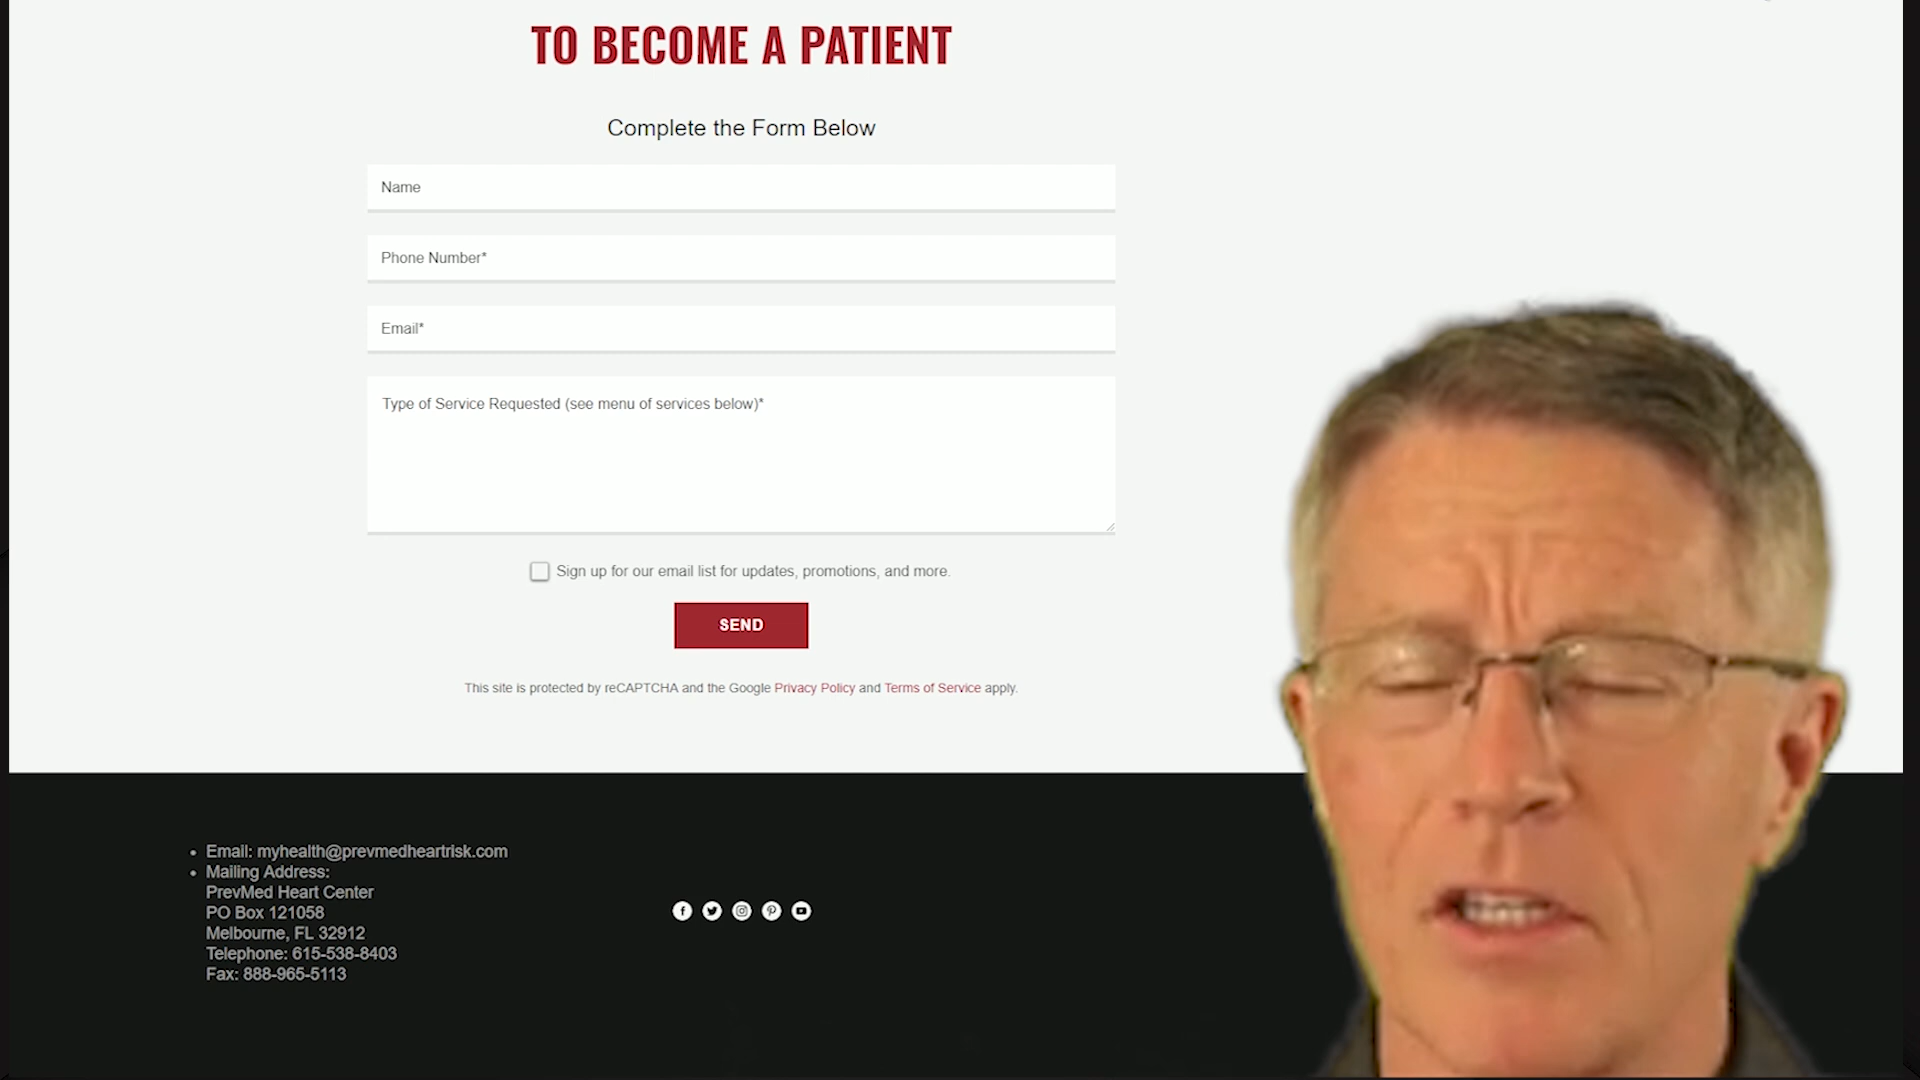 TO BECOME A PATIENT
Complete the Form Below
Name
Phone Number*
Email*
Type of Service Requested (see menu of services below)*
Sign up for our email list for updates, promotions, and more.
SEND
This site is protected by reCAPTCHA and the Google Privacy Policy and Terms of Service apply.
Email: myhealth@prevmedheartrisk.com
Mailing Address:
PrevMed Heart Center
PO Box 121058
Melbourne, FL 32912
Telephone: 615-538-8403
Fax: 888-965-5113